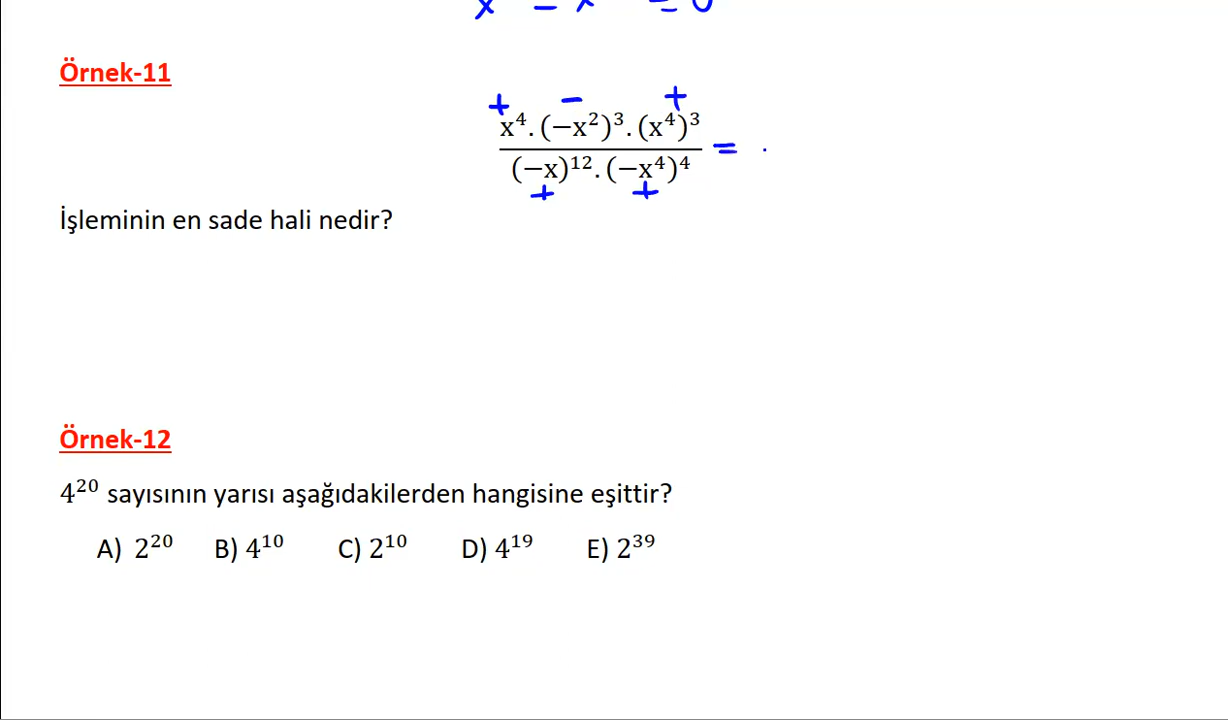 Örnek-11
+ − +
x⁴.(−x²)³.(x⁴)³
(−x)¹².(−x⁴)⁴ =
+ +
İşleminin en sade hali nedir?
Örnek-12
4²⁰ sayısının yarısı aşağıdakilerden hangisine eşittir?
A) 2²⁰ B) 4¹⁰ C) 2¹⁰ D) 4¹⁹ E) 2³⁹